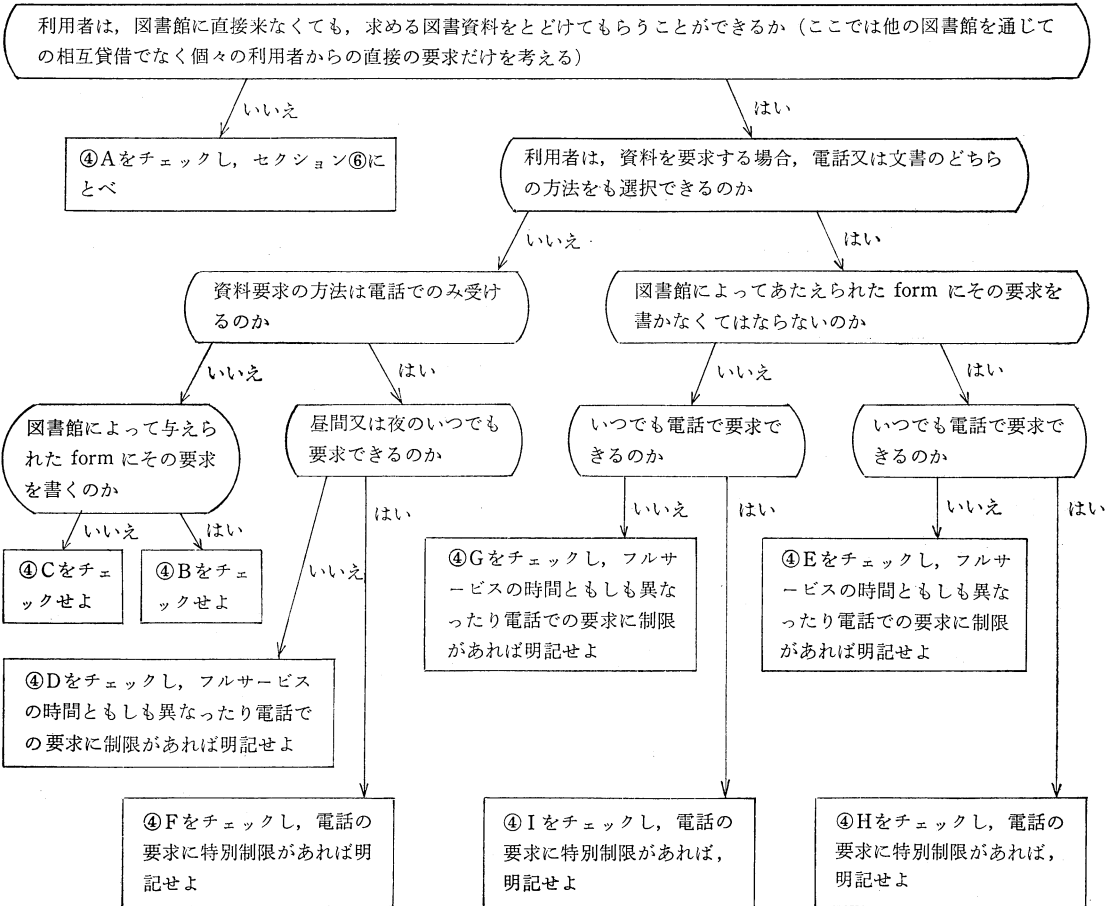 利用者は，図書館に直接来なくても，求める図書資料をとどけてもらうことができるか（ここでは他の図書館を通じて
の相互貸借でなく個々の利用者からの直接の要求だけを考える）
いいえ
はい
④Aをチェックし，セクション⑥に
とべ
利用者は，資料を要求する場合，電話又は文書のどちら
の方法をも選択できるのか
いいえ
はい
資料要求の方法は電話でのみ受け
るのか
図書館によってあたえられた form にその要求を
書かなくてはならないのか
いいえ
はい
いいえ
はい
図書館によって与えら
れた form にその要求
を書くのか
昼間又は夜のいつでも
要求できるのか
いつでも電話で要求で
きるのか
いつでも電話で要求で
きるのか
いいえ
はい
いいえ
はい
いいえ
はい
いいえ
はい
④Cをチェ
ックせよ
④Bをチェ
ックせよ
④Gをチェックし，フルサ
ービスの時間ともしも異な
ったり電話での要求に制限
があれば明記せよ
④Eをチェックし，フルサ
ービスの時間ともしも異な
ったり電話での要求に制限
があれば明記せよ
④Dをチェックし，フルサービス
の時間ともしも異なったり電話で
の要求に制限があれば明記せよ
④Fをチェックし，電話の
要求に特別制限があれば明
記せよ
④Iをチェックし，電話の
要求に特別制限があれば，
明記せよ
④Hをチェックし，電話の
要求に特別制限があれば，
明記せよ